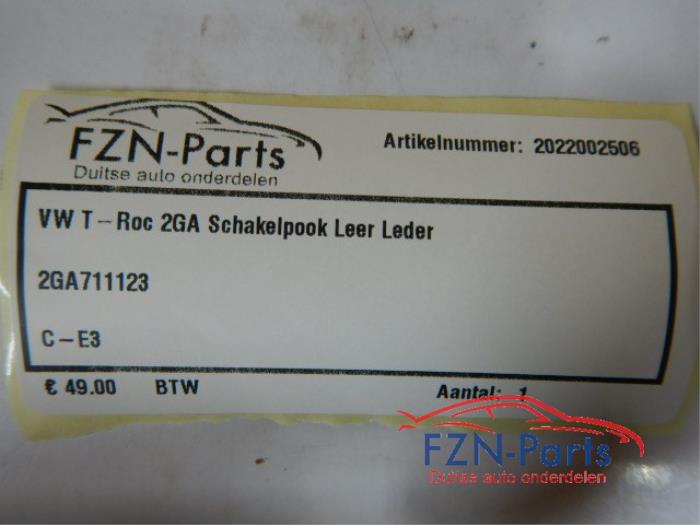 FZN-Parts
Duitse auto onderdelen
Artikelnummer: 2022002506
VW T-Roc 2GA Schakelpook Leer Leder
2GA711123
C-E3
€ 49.00 BTW Aantal: 1
FZN-Parts
Duitse auto onderdelen